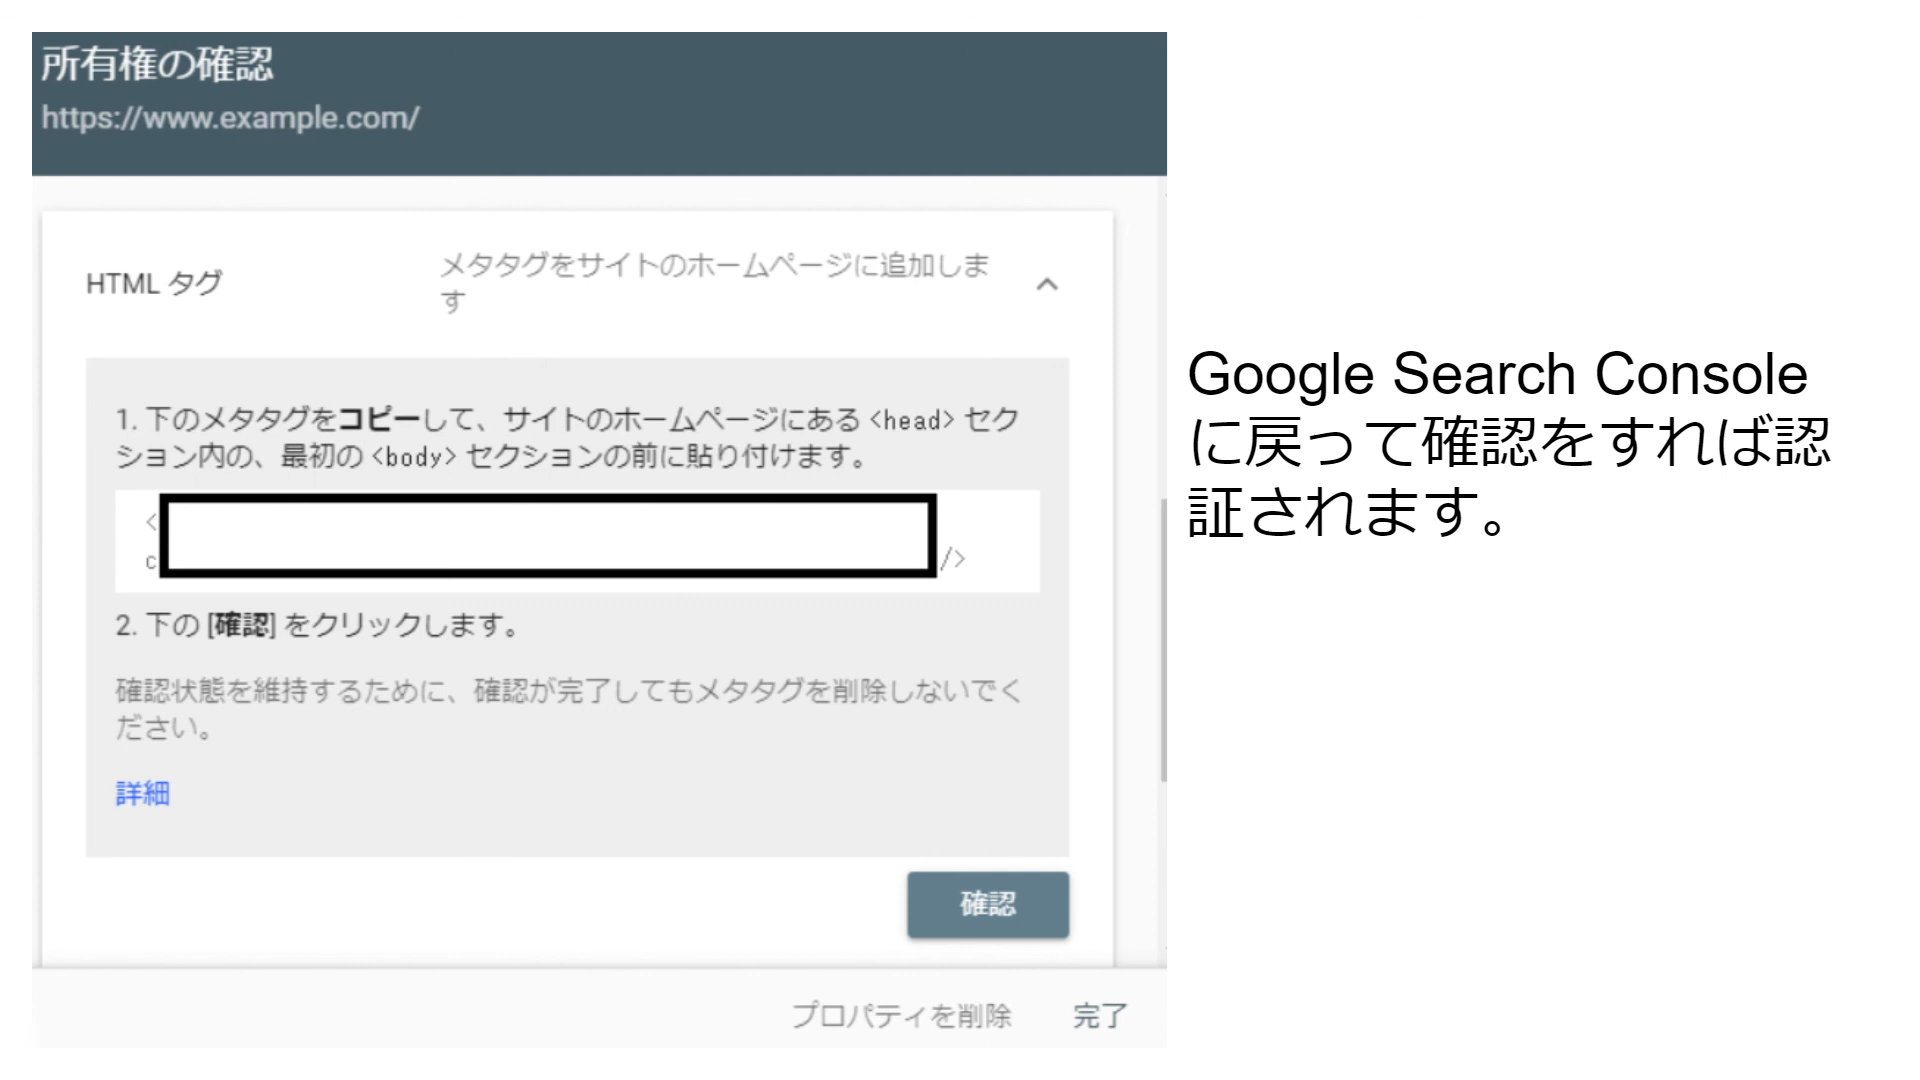 所有権の確認
https://www.example.com/
HTML タグ
メタタグをサイトのホームページに追加しま
す
1. 下のメタタグをコピーして、サイトのホームページにある <head> セク
ション内の、最初の <body> セクションの前に貼り付けます。
<
c
/>
2. 下の [確認] をクリックします。
確認状態を維持するために、確認が完了してもメタタグを削除しないでく
ださい。
詳細
確認
プロパティを削除
完了
Google Search Console
に戻って確認をすれば認
証されます。